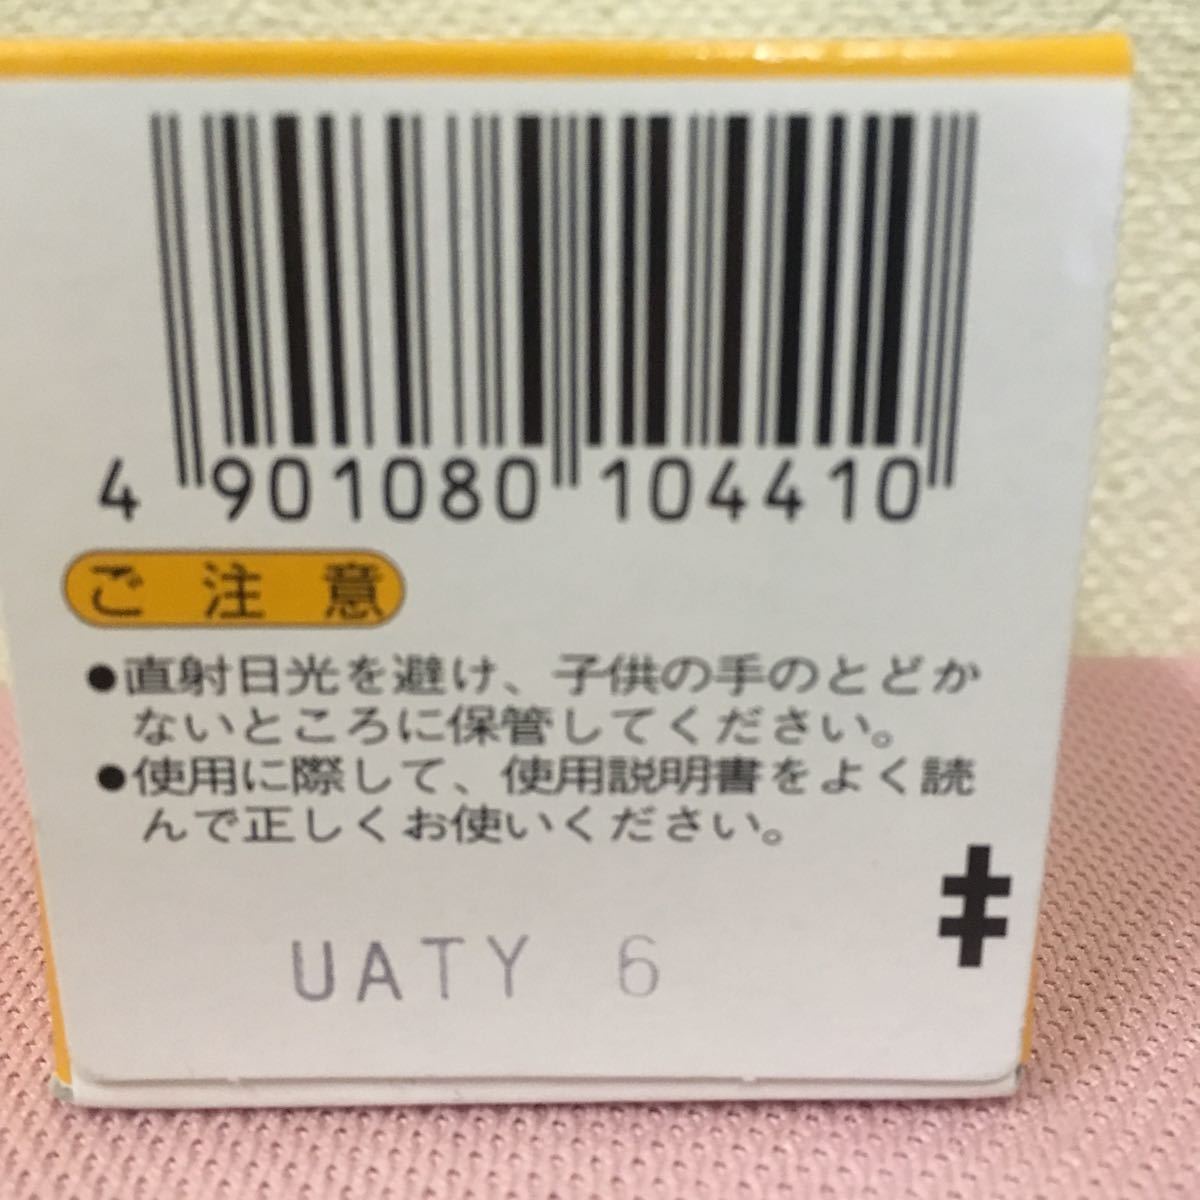 4 901080 104410
ご注意
●直射日光を避け、子供の手のとどか
ないところに保管してください。
●使用に際して、使用説明書をよく読
んで正しくお使いください。
UATY 6